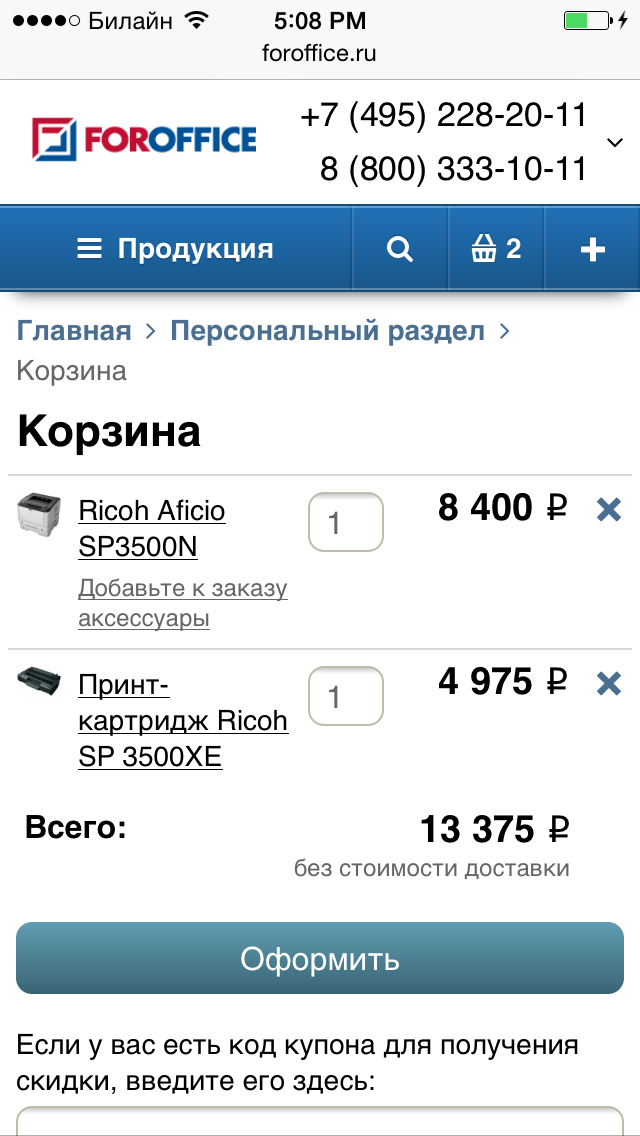 Билайн 5:08 PM
foroffice.ru
FOROFFICE
+7 (495) 228-20-11
8 (800) 333-10-11
Продукция 2
Главная > Персональный раздел >
Корзина
Корзина
Ricoh Aficio 1 8 400 ₽
SP3500N
Добавьте к заказу
аксессуары
Принт- 1 4 975 ₽
картридж Ricoh
SP 3500XE
Всего: 13 375 ₽
без стоимости доставки
Оформить
Если у вас есть код купона для получения
скидки, введите его здесь: